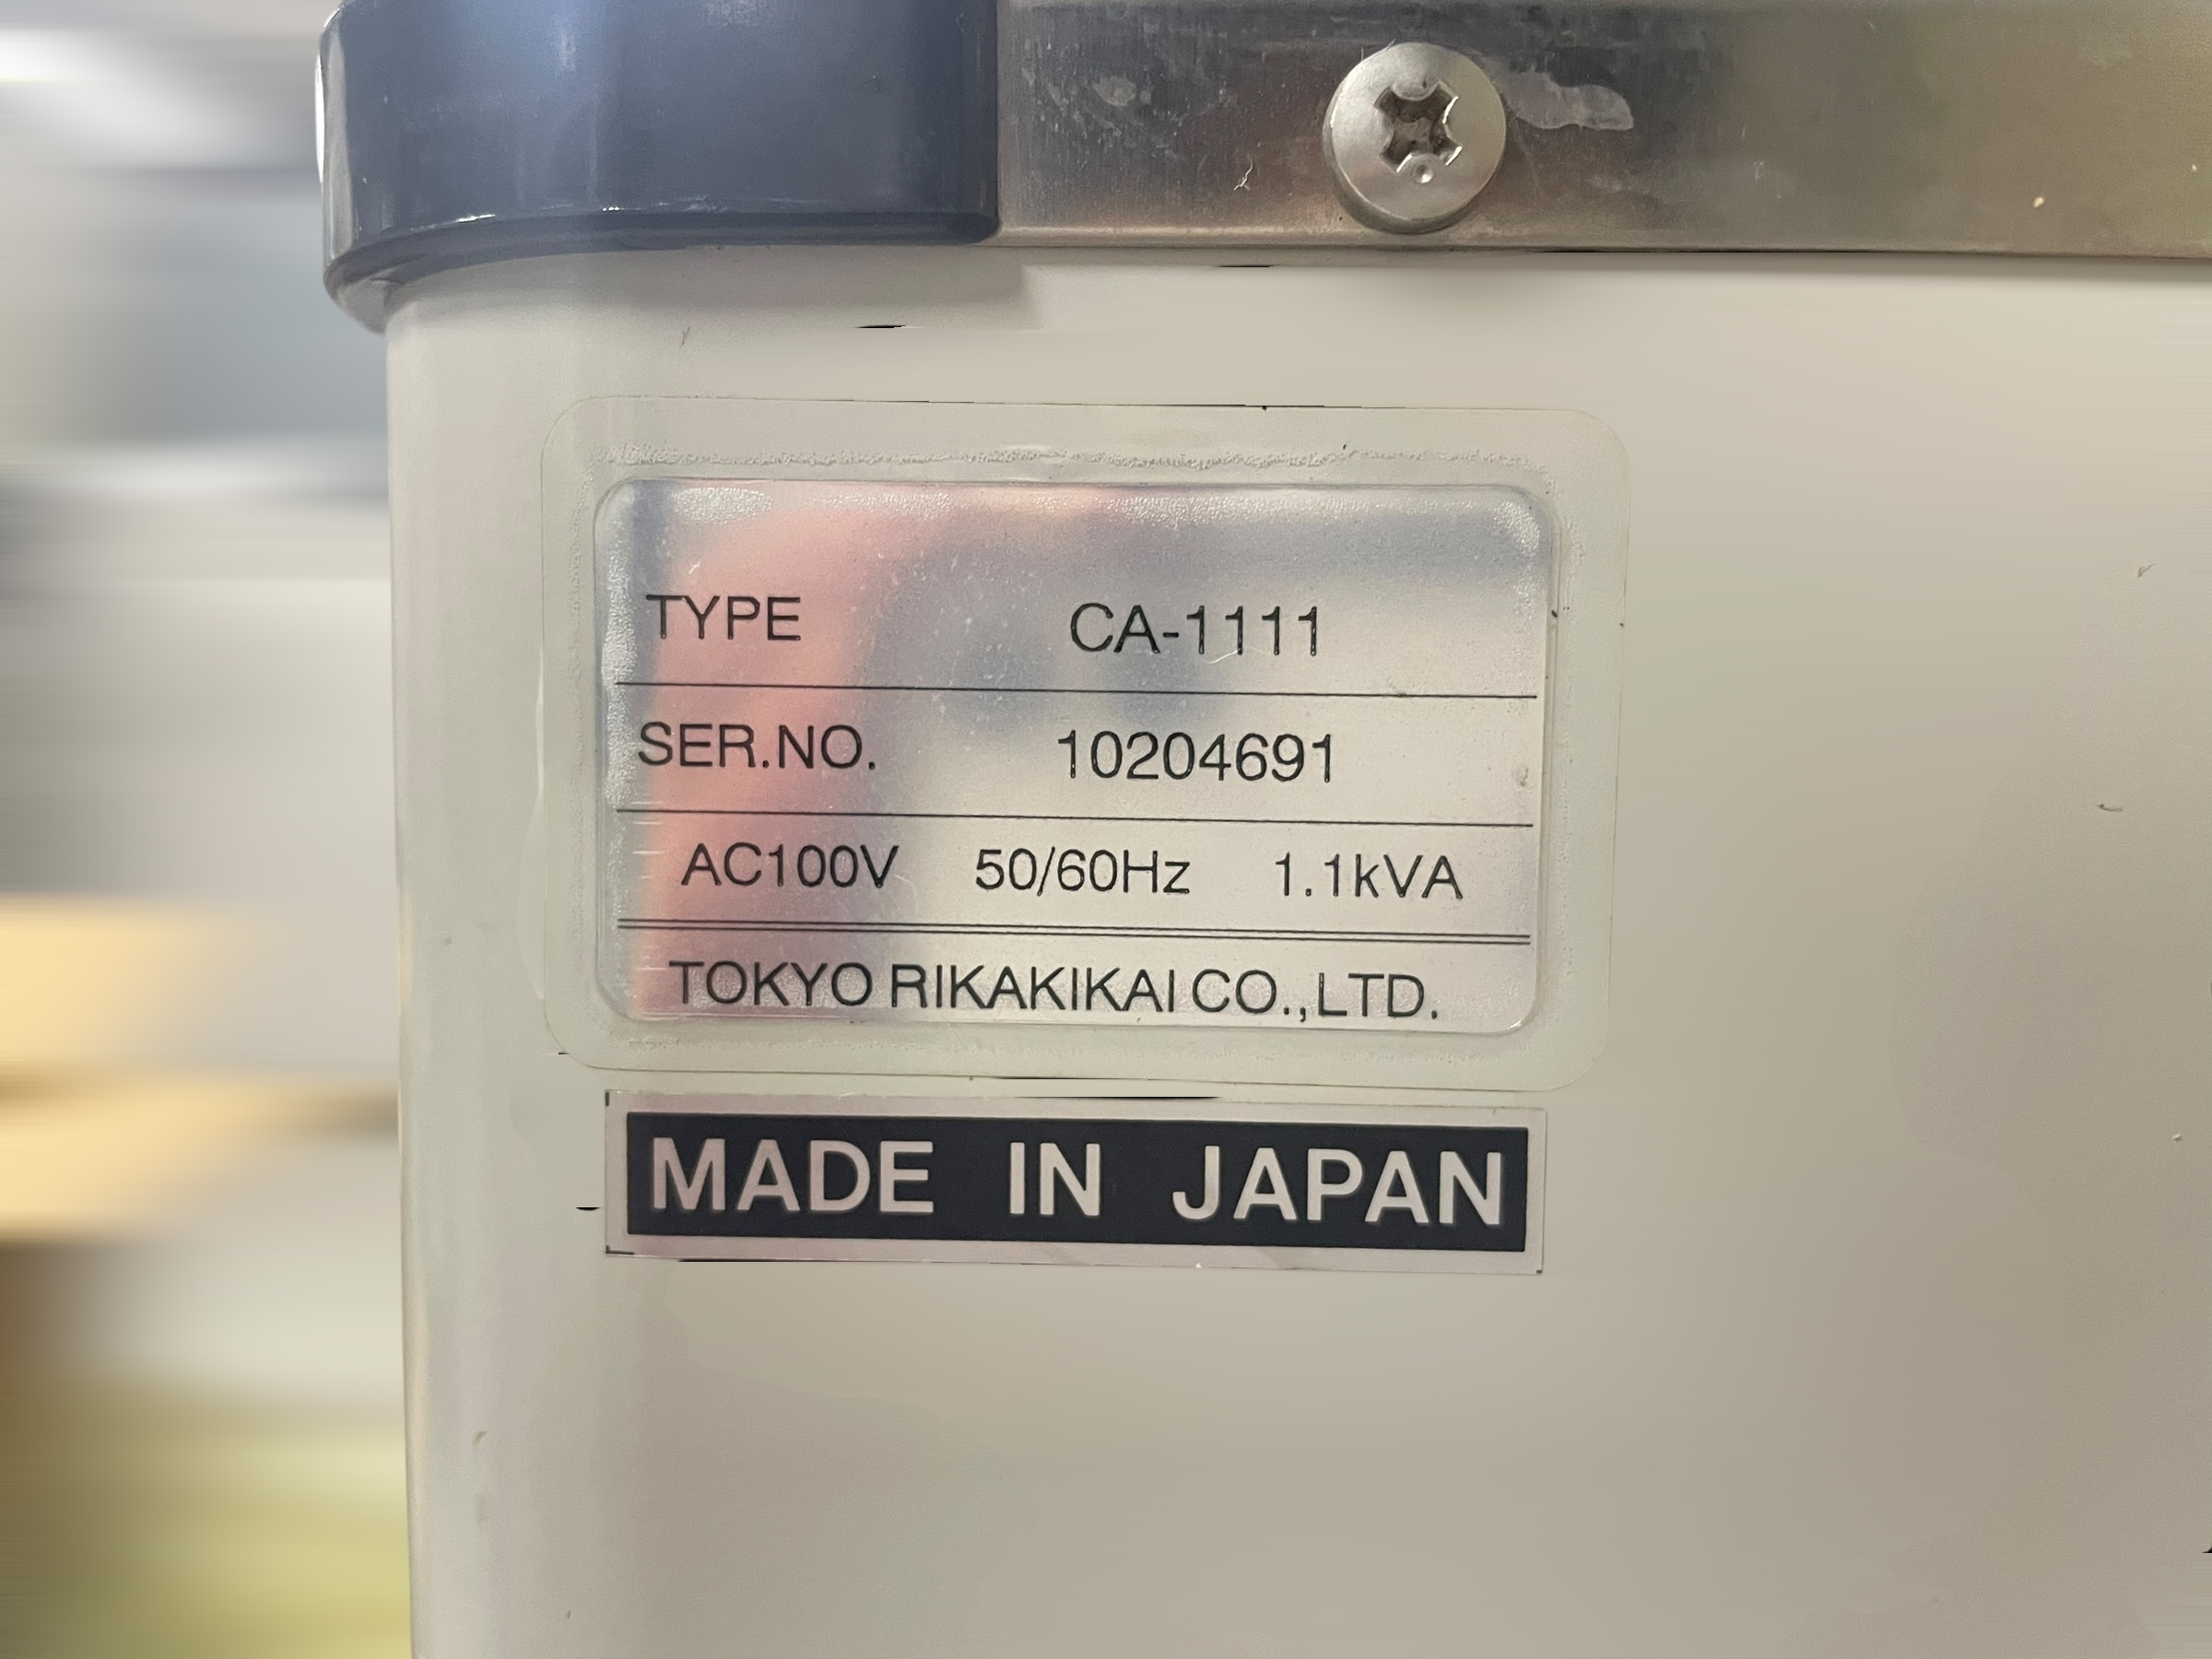 TYPE CA-1111
SER.NO. 10204691
AC100V 50/60Hz 1.1kVA
TOKYO RIKAKIKAI CO.,LTD.
MADE IN JAPAN